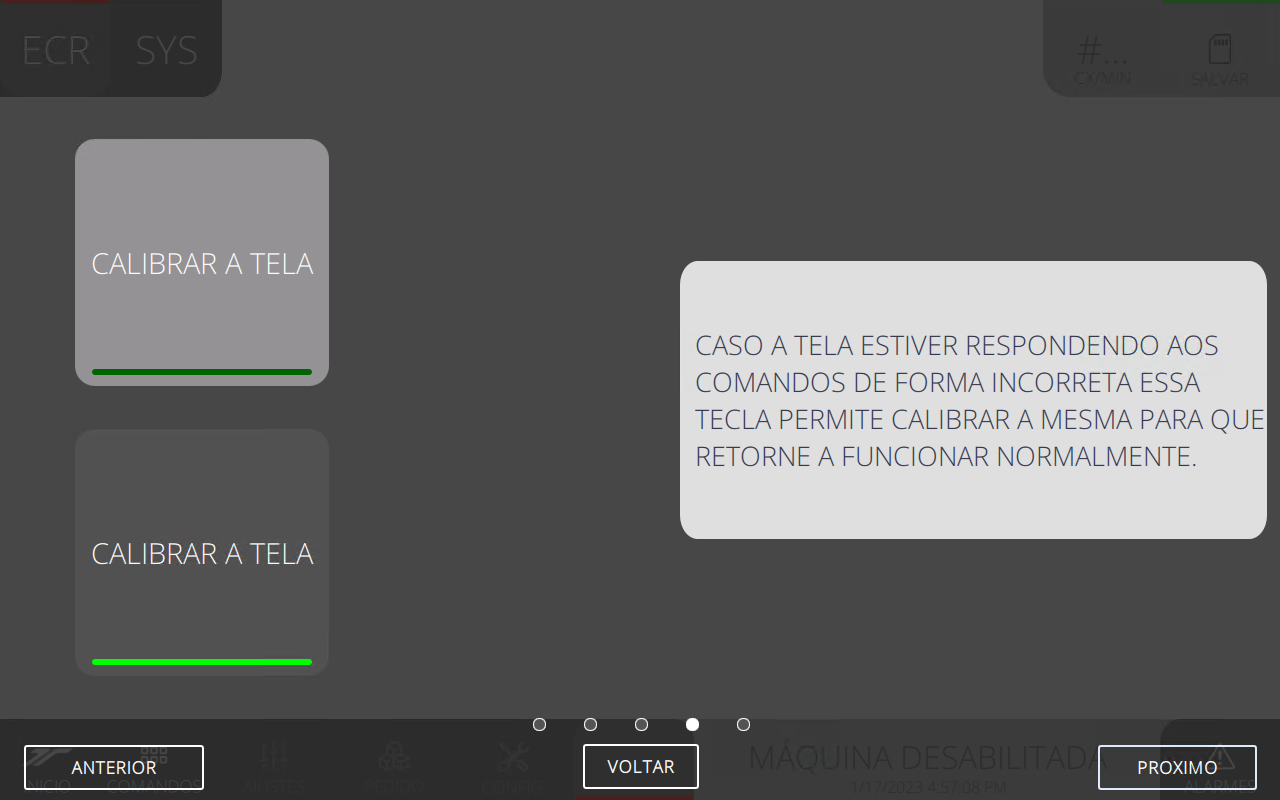 ECR
SYS
#...
CX/MIN
SALVAR
CALIBRAR A TELA
CASO A TELA ESTIVER RESPONDENDO AOS
COMANDOS DE FORMA INCORRETA ESSA
TECLA PERMITE CALIBRAR A MESMA PARA QUE
RETORNE A FUNCIONAR NORMALMENTE.
CALIBRAR A TELA
ANTERIOR
VOLTAR
MÁQUINA DESABILITADA
PROXIMO
INICIO
COMANDOS
AJUSTES
PEDIDO
CONFIG
1/17/2023 4:57:08 PM
ALARMES